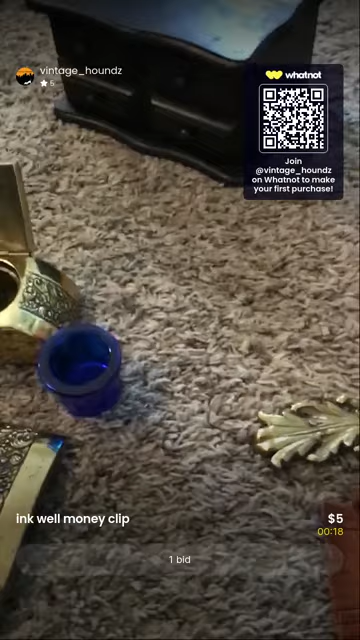 vintage_houndz
5
whatnot
Join
@vintage_houndz
on Whatnot to make
your first purchase!
ink well money clip
$5
00:18
1 bid